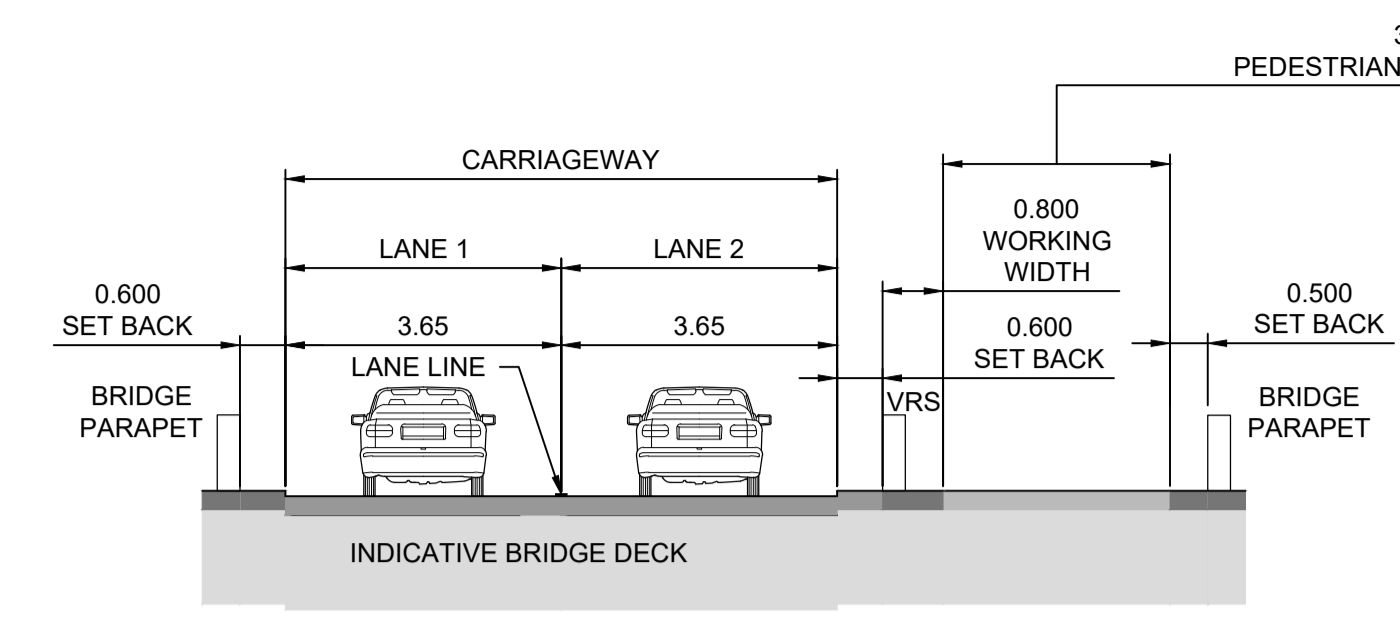 3
PEDESTRIAN
CARRIAGEWAY
0.800
WORKING
WIDTH
LANE 1
LANE 2
0.600
SET BACK
3.65
3.65
0.600
SET BACK
0.500
SET BACK
LANE LINE
BRIDGE
PARAPET
VRS
BRIDGE
PARAPET
INDICATIVE BRIDGE DECK